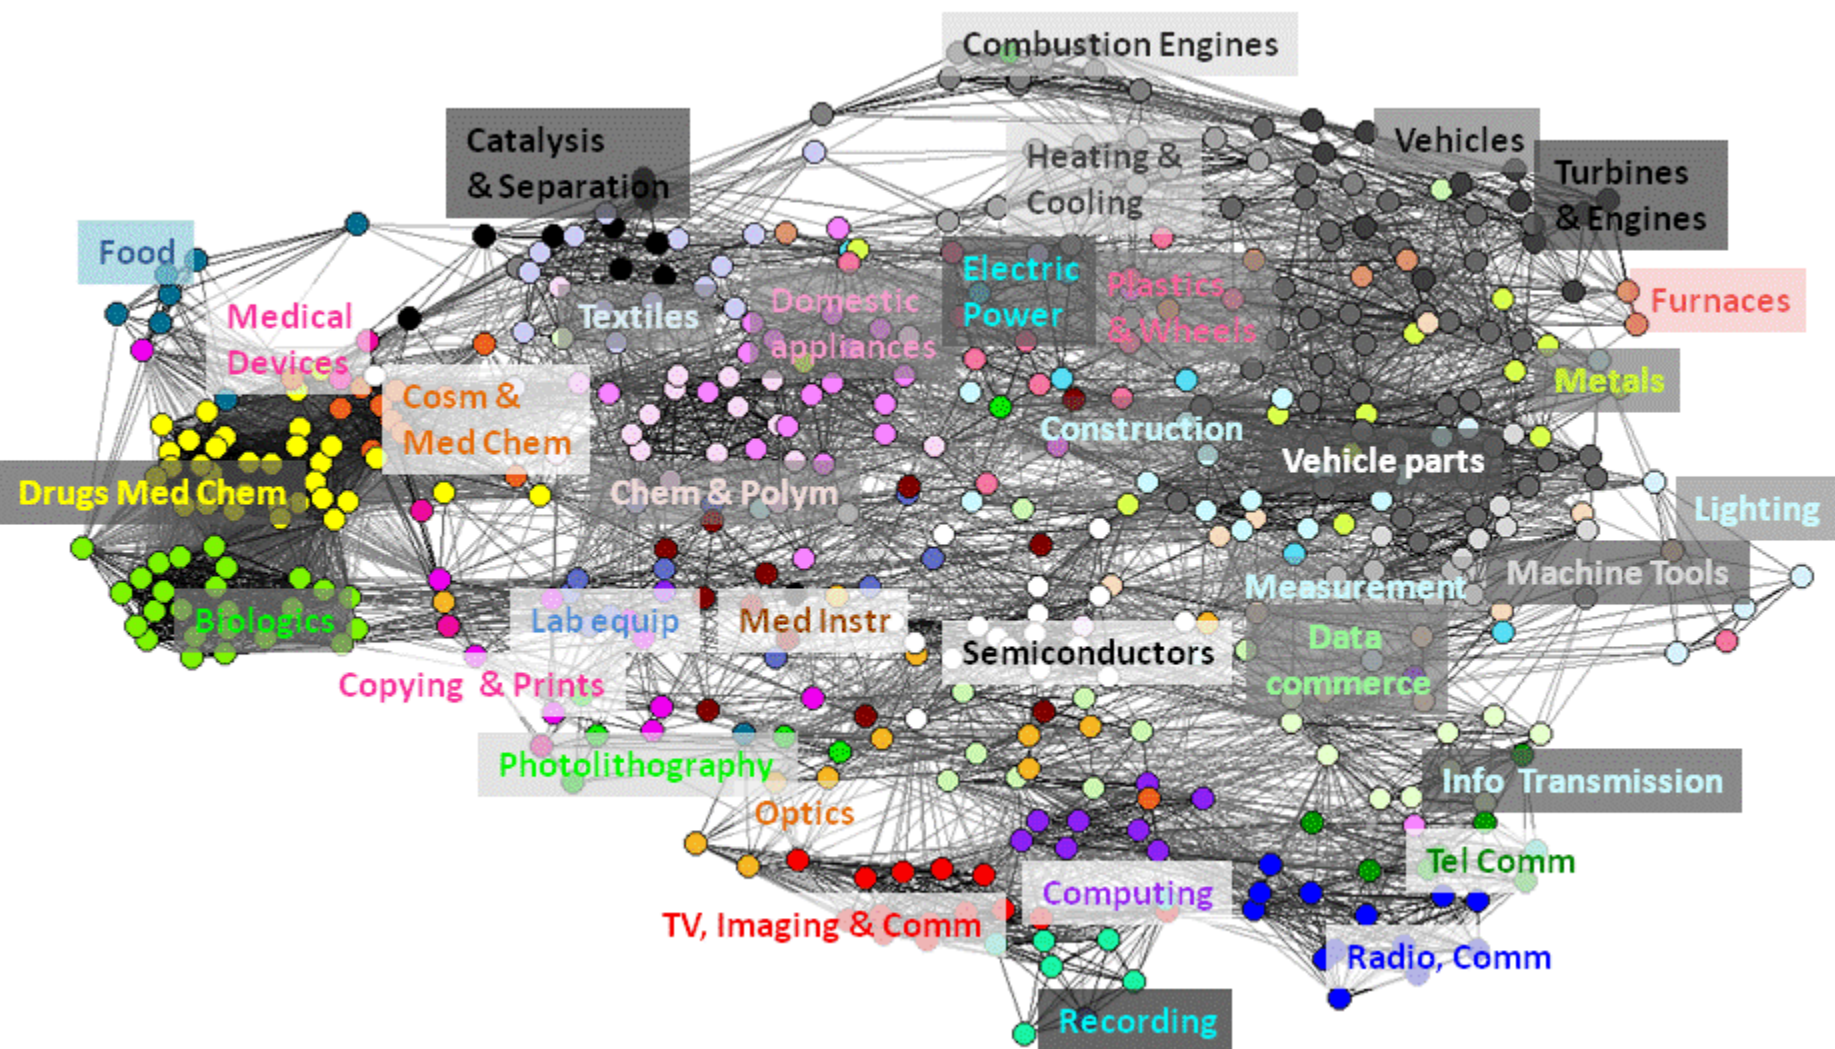 Combustion Engines
Catalysis
& Separation
Heating &
Cooling
Vehicles
Turbines
& Engines
Food
Medical
Devices
Textiles
Domestic
appliances
Electric
Power
Plastics
& Wheels
Furnaces
Metals
Cosm &
Med Chem
Construction
Vehicle parts
Drugs Med Chem
Chem & Polym
Lighting
Biologics
Lab equip
Med Instr
Semiconductors
Measurement
Machine Tools
Data
commerce
Copying & Prints
Photolithography
Optics
Info Transmission
Tel Comm
Computing
TV, Imaging & Comm
Radio, Comm
Recording